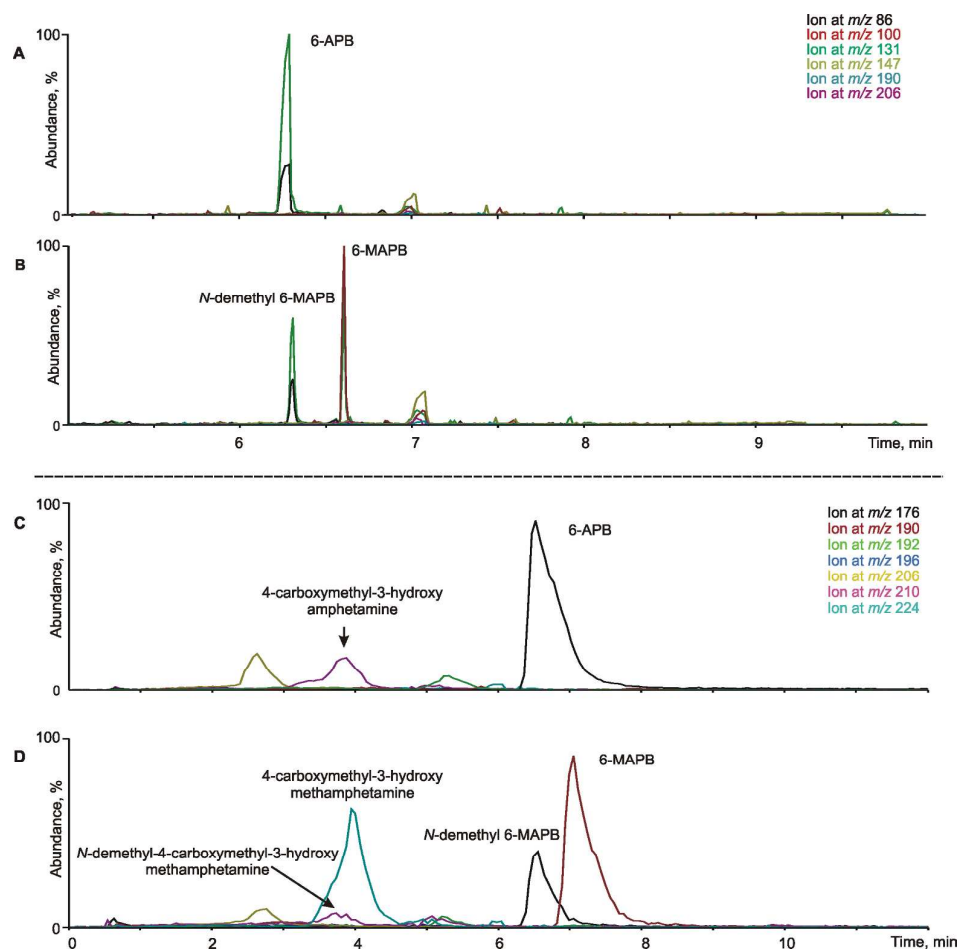 A
Abundance, %
100
0
6-APB
Ion at m/z 86
Ion at m/z 100
Ion at m/z 131
Ion at m/z 147
Ion at m/z 190
Ion at m/z 206
B
Abundance, %
100
0
6-MAPB
N-demethyl 6-MAPB
6
7
8
9
Time, min
C
Abundance, %
100
0
4-carboxymethyl-3-hydroxy
amphetamine
6-APB
Ion at m/z 176
Ion at m/z 190
Ion at m/z 192
Ion at m/z 196
Ion at m/z 206
Ion at m/z 210
Ion at m/z 224
D
Abundance, %
100
0
4-carboxymethyl-3-hydroxy
methamphetamine
6-MAPB
N-demethyl 6-MAPB
N-demethyl-4-carboxymethyl-3-hydroxy
methamphetamine
0
2
4
6
8
10
Time, min